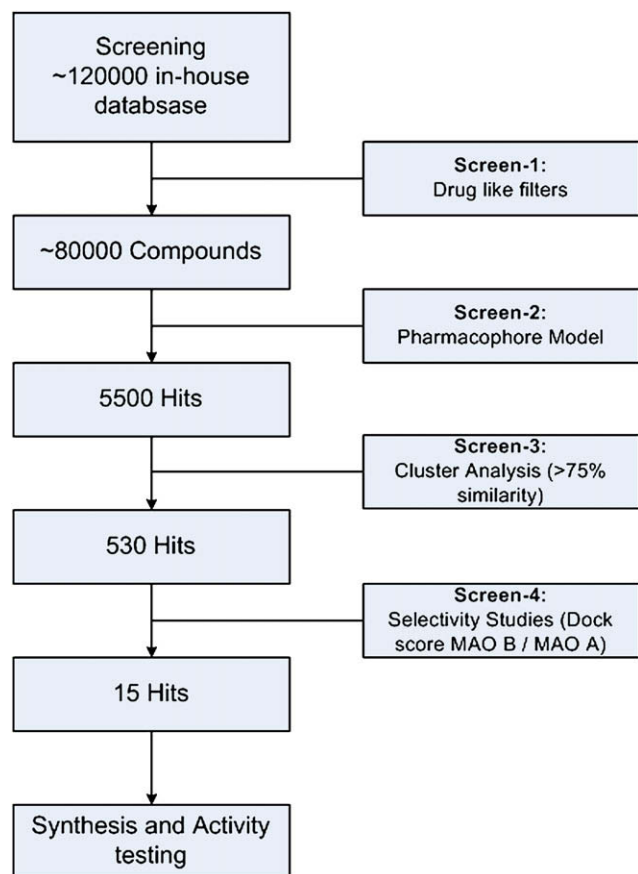 Screening
~120000 in-house
databsase
Screen-1:
Drug like filters
~80000 Compounds
Screen-2:
Pharmacophore Model
5500 Hits
Screen-3:
Cluster Analysis (>75%
similarity)
530 Hits
Screen-4:
Selectivity Studies (Dock
score MAO B / MAO A)
15 Hits
Synthesis and Activity
testing